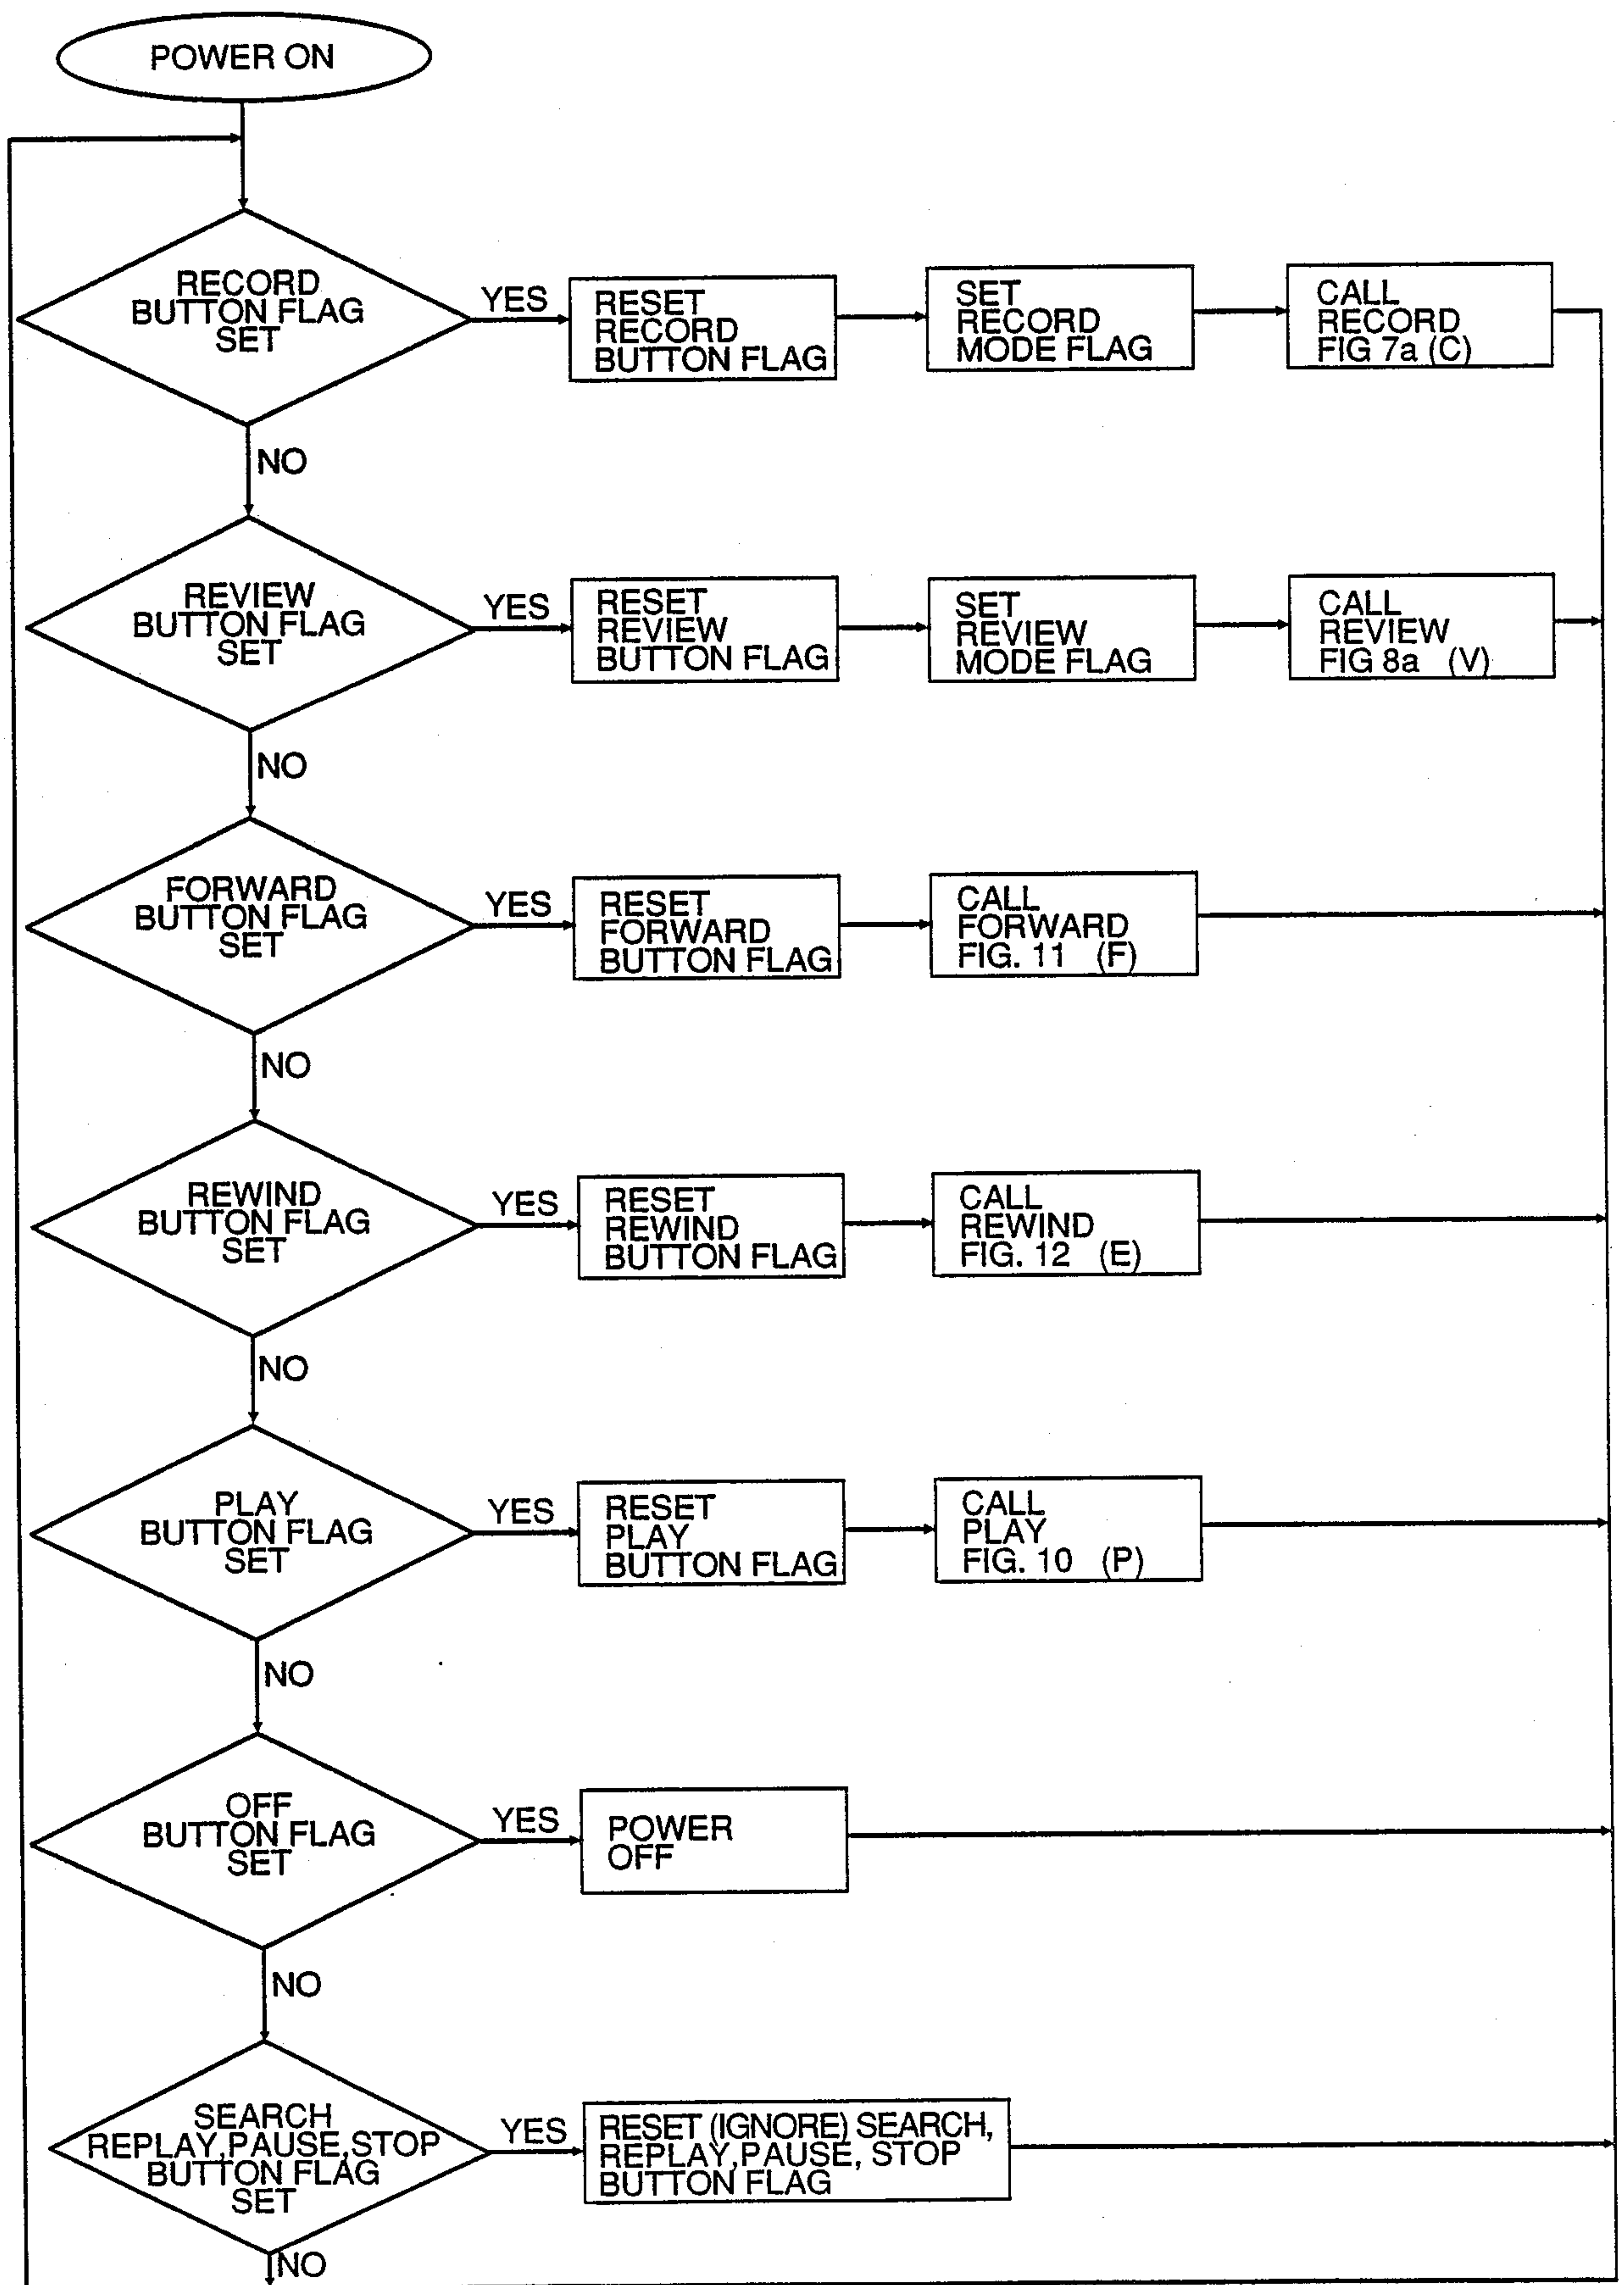 POWER ON
RECORD
BUTTON FLAG
SET
YES
RESET
RECORD
BUTTON FLAG
SET
RECORD
MODE FLAG
CALL
RECORD
FIG 7a (C)
NO
REVIEW
BUTTON FLAG
SET
YES
RESET
REVIEW
BUTTON FLAG
SET
REVIEW
MODE FLAG
CALL
REVIEW
FIG 8a (V)
NO
FORWARD
BUTTON FLAG
SET
YES
RESET
FORWARD
BUTTON FLAG
CALL
FORWARD
FIG. 11 (F)
NO
REWIND
BUTTON FLAG
SET
YES
RESET
REWIND
BUTTON FLAG
CALL
REWIND
FIG. 12 (E)
NO
PLAY
BUTTON FLAG
SET
YES
RESET
PLAY
BUTTON FLAG
CALL
PLAY
FIG. 10 (P)
NO
OFF
BUTTON FLAG
SET
YES
POWER
OFF
NO
SEARCH
REPLAY,PAUSE,STOP
BUTTON FLAG
SET
YES
RESET (IGNORE) SEARCH,
REPLAY,PAUSE, STOP
BUTTON FLAG
NO